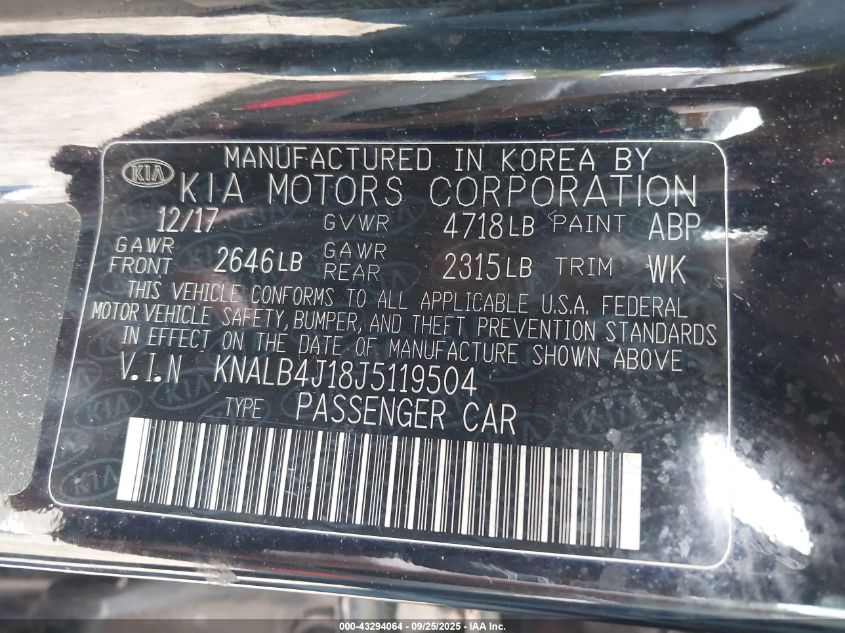 MANUFACTURED IN KOREA BY
KIA KIA MOTORS CORPORATION
12/17 GVWR 4718LB PAINT ABP
GAWR FRONT 2646LB GAWR REAR 2315LB TRIM WK
THIS VEHICLE CONFORMS TO ALL APPLICABLE U.S.A. FEDERAL
MOTOR VEHICLE SAFETY, BUMPER, AND THEFT PREVENTION STANDARDS
IN EFFECT ON THE DATE OF MANUFACTURE SHOWN ABOVE
V.I.N KNALB4J18J5119504
TYPE PASSENGER CAR
000-43294064 - 09/25/2025 - IAA Inc.